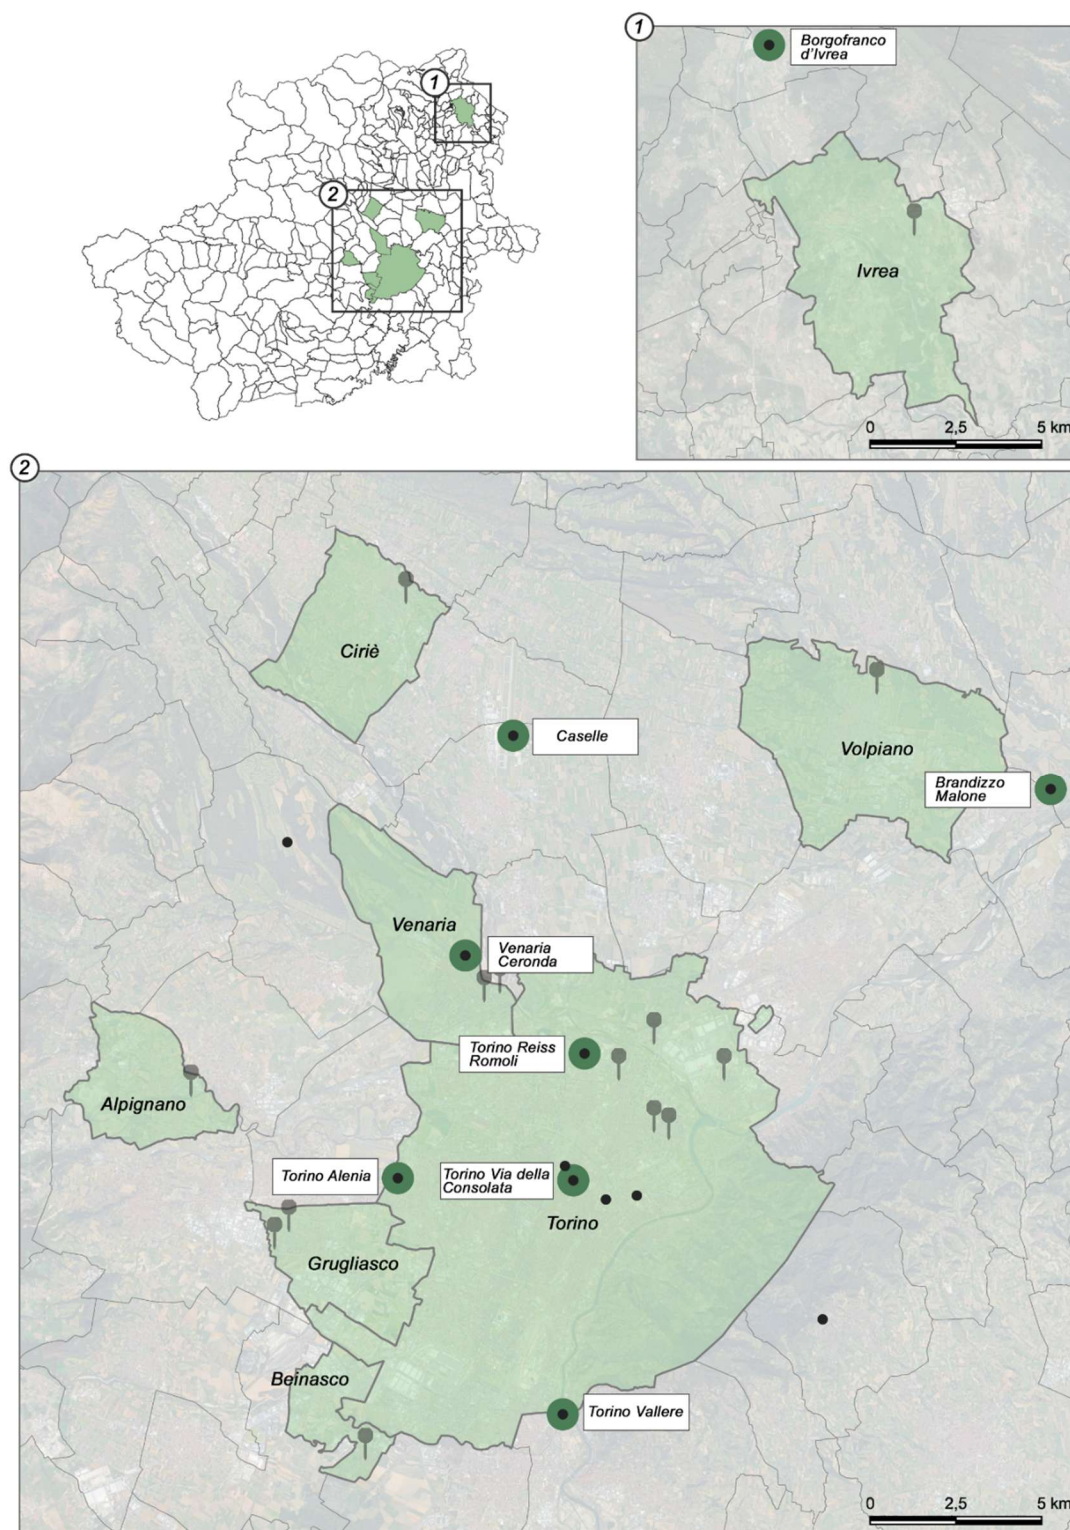 1
2
1
Borgofranco
d'Ivrea
Ivrea
0 2,5 5 km
2
Ciriè
Caselle
Volpiano
Brandizzo
Malone
Venaria
Venaria
Ceronda
Torino Reiss
Romoli
Alpignano
Torino Alenia
Torino Via della
Consolata
Torino
Grugliasco
Beinasco
Torino Vallere
0 2,5 5 km